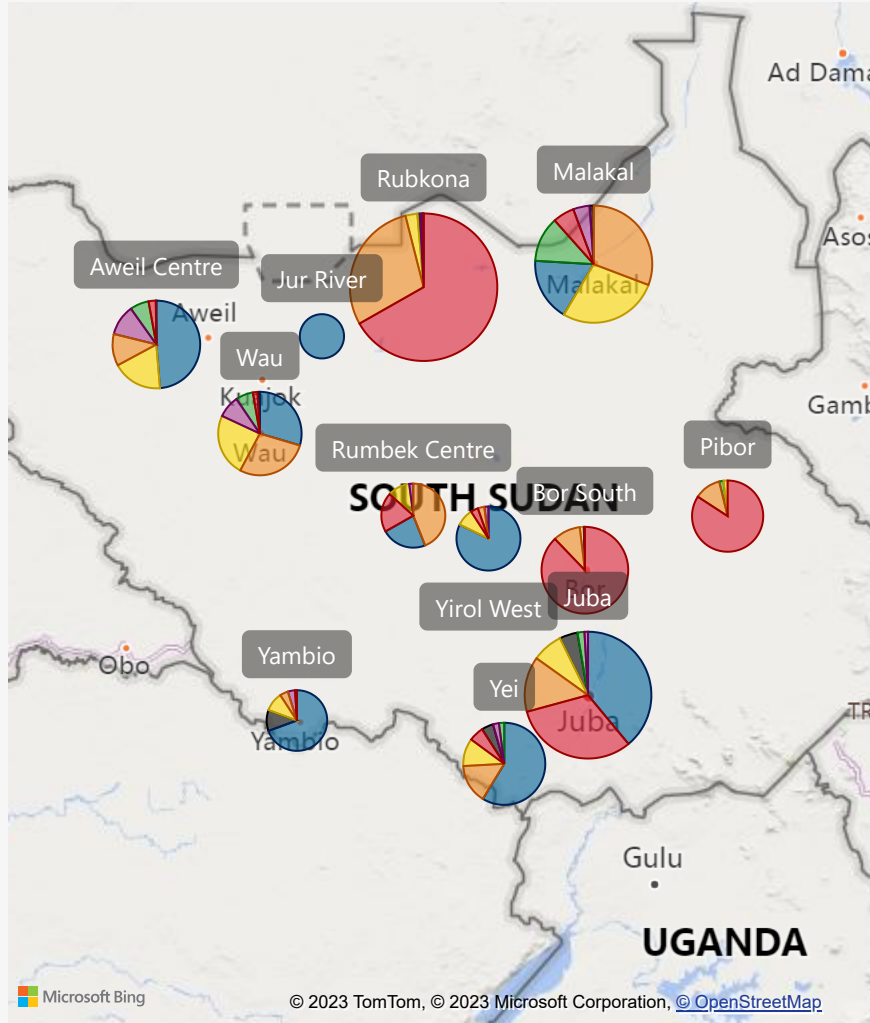 Ad Dama
Rubkona
Malakal
Asos
Aweil Centre
Jur River
Malakal
Aweil
Wau
Kuajok
Gamb
Wau
Rumbek Centre
Pibor
SOUTH SUDAN
Bor South
Bor
Yirol West
Juba
Yambio
Obo
Yei
Juba
TR
Yambio
Gulu
UGANDA
Microsoft Bing
© 2023 TomTom, © 2023 Microsoft Corporation, © OpenStreetMap